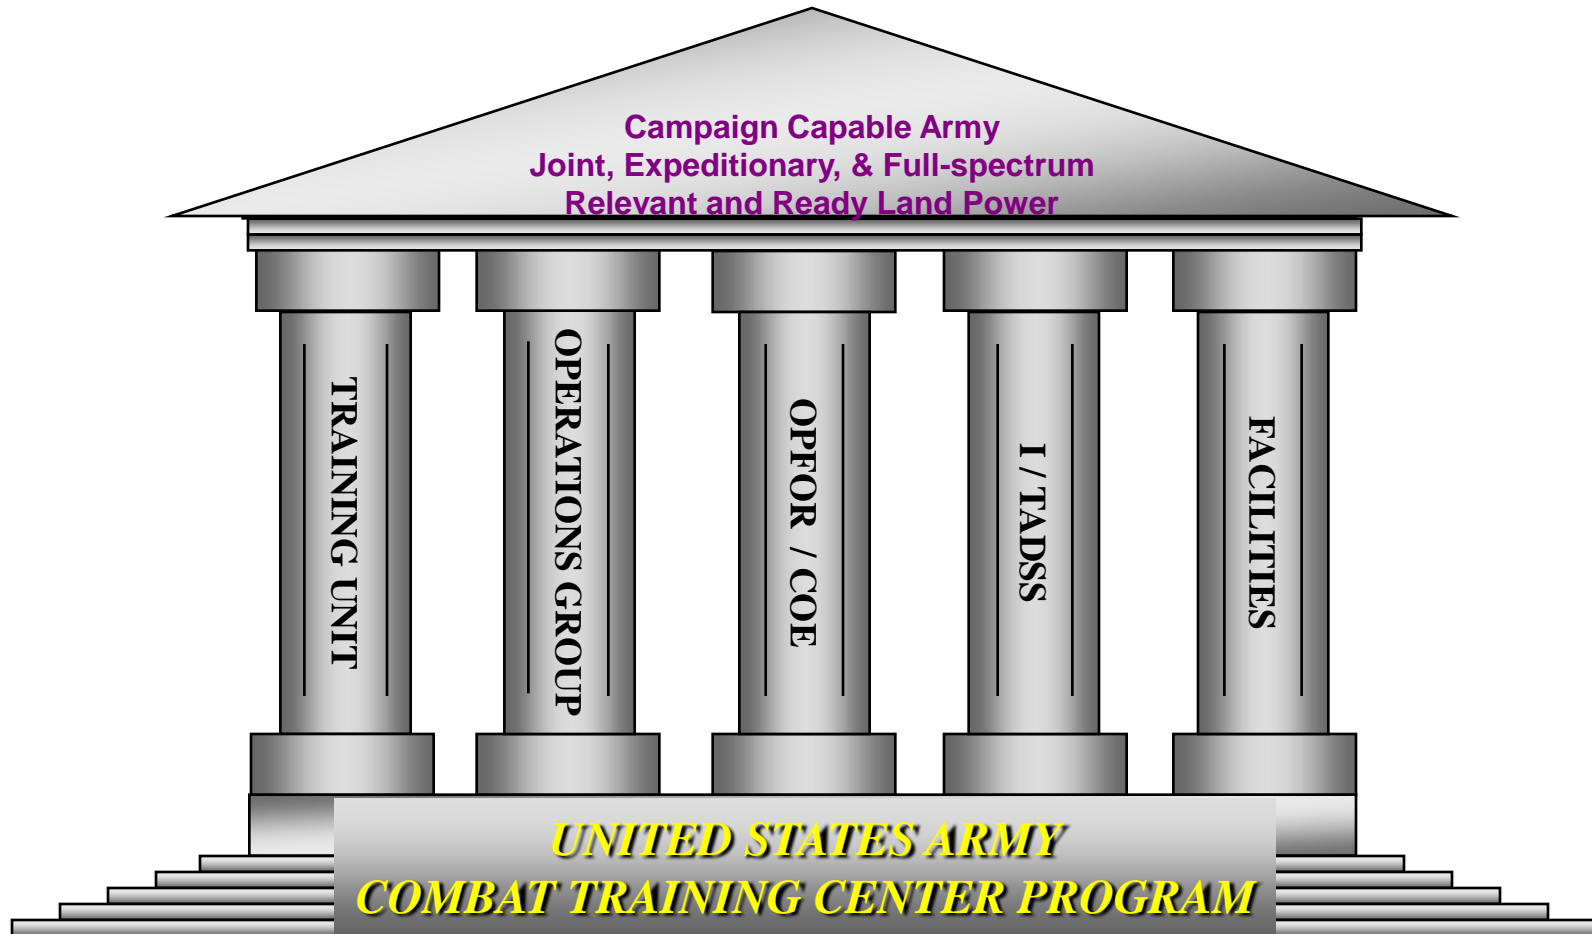 Campaign Capable Army
Joint, Expeditionary, & Full-spectrum
Relevant and Ready Land Power
TRAINING UNIT
OPERATIONS GROUP
OPFOR / COE
I / TADSS
FACILITIES
UNITED STATES ARMY
COMBAT TRAINING CENTER PROGRAM